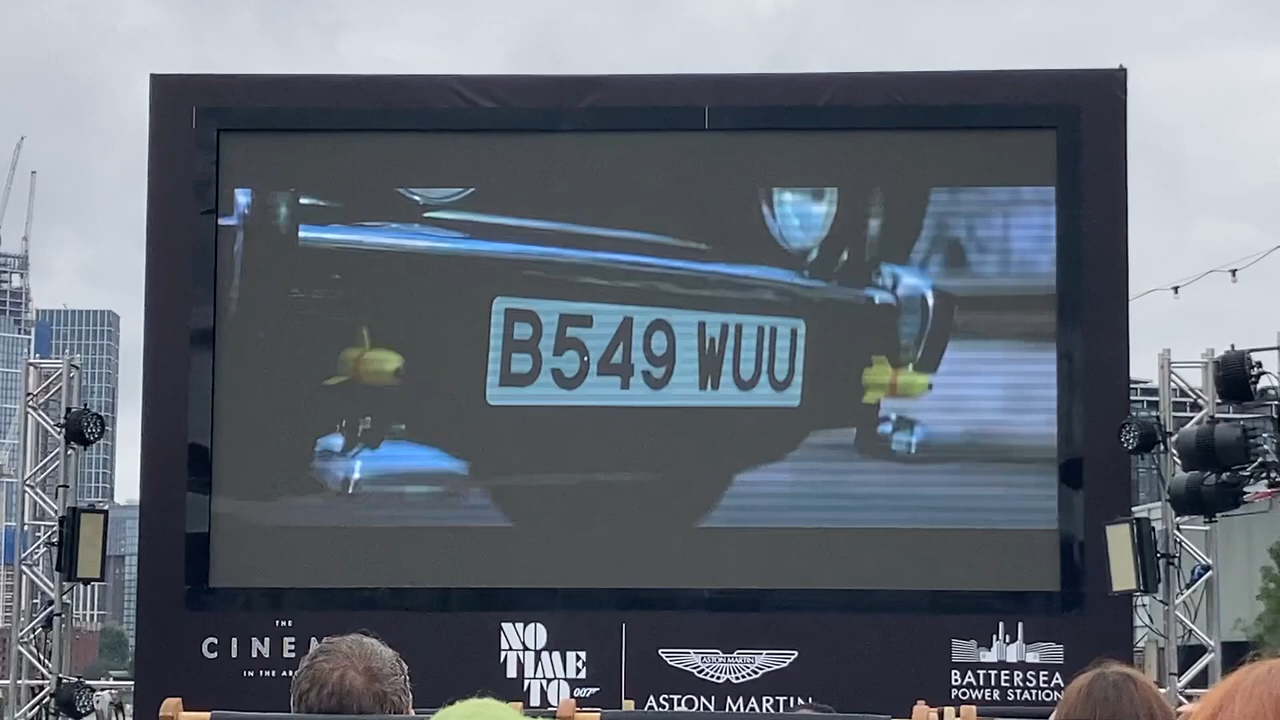 B549 WUU
THE
CINEM
IN THE AR
NO
TIME
TO 007
ASTON MARTIN
ASTON MARTIN
BATTERSEA
POWER STATION